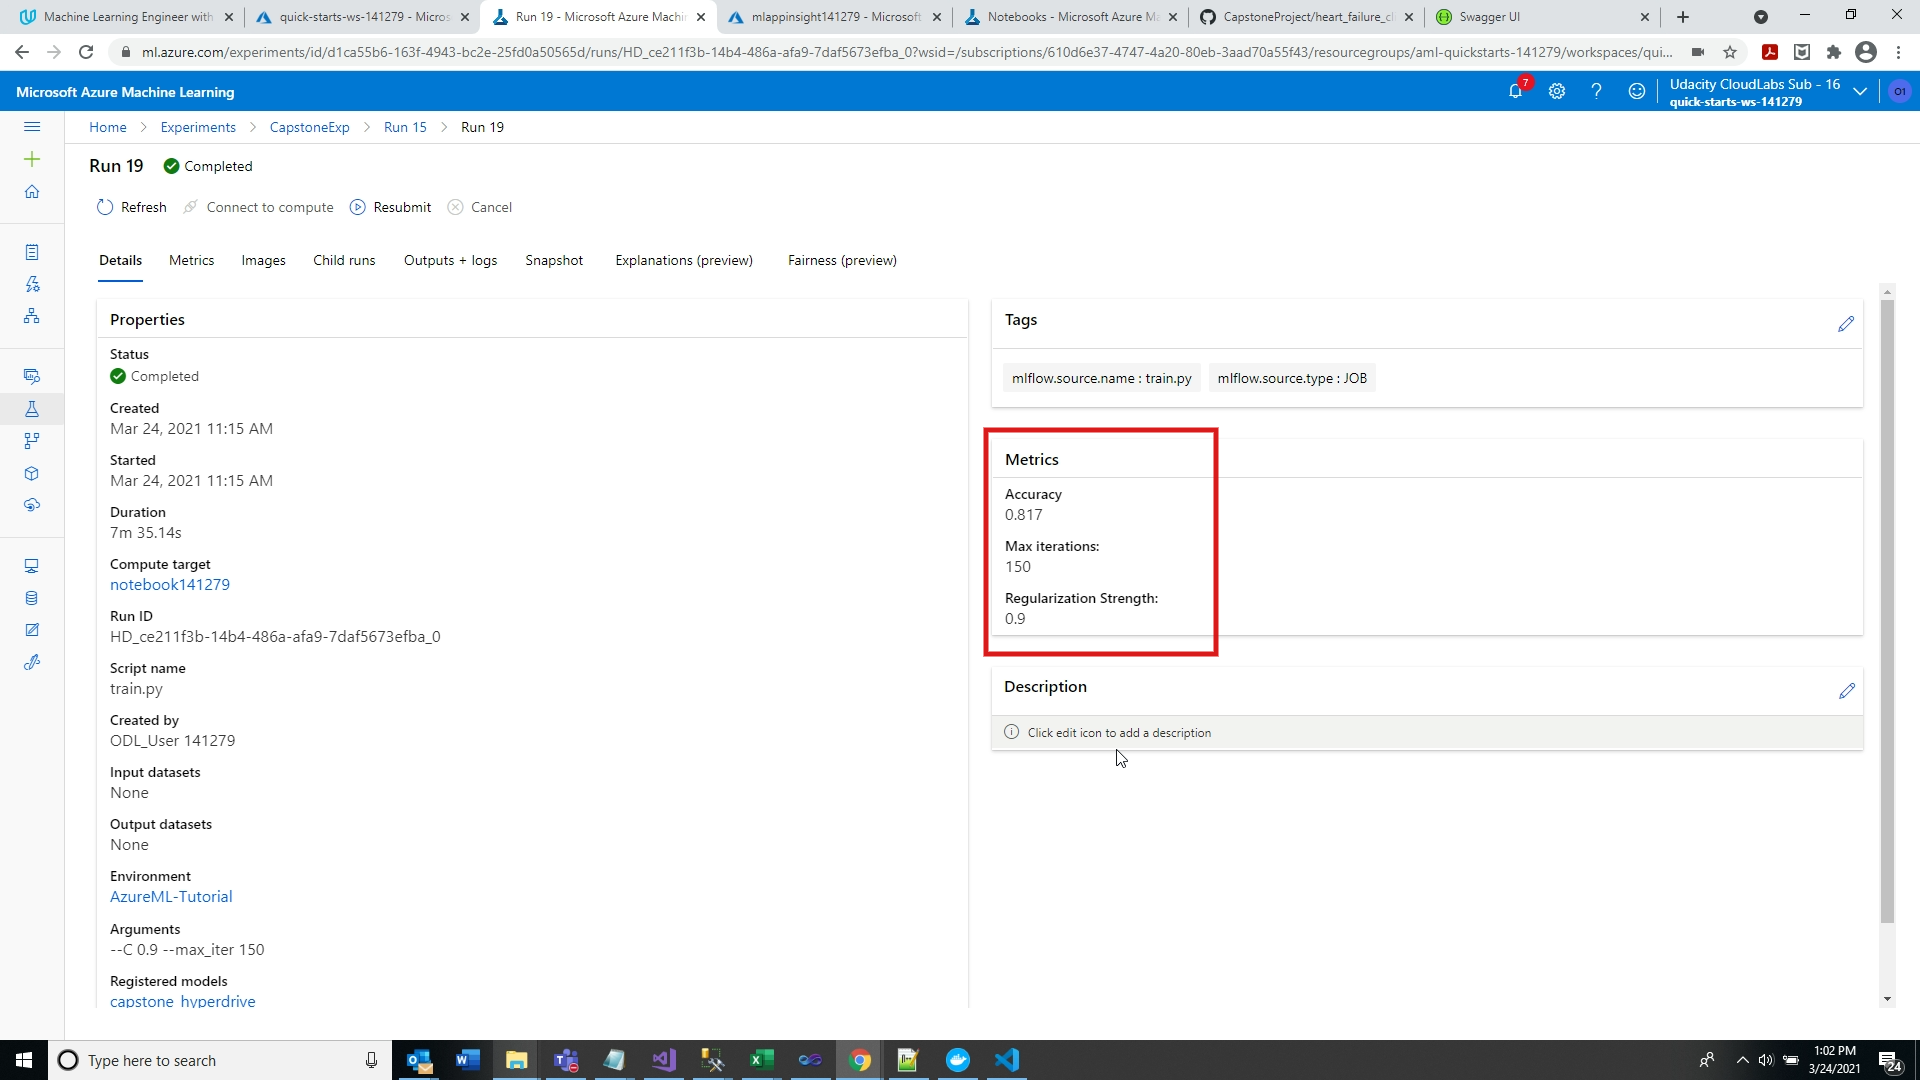 Machine Learning Engineer with
quick-starts-ws-141279 - Micros
Run 19 - Microsoft Azure Machi
mlappinsight141279 - Microsoft
Notebooks - Microsoft Azure Ma
CapstoneProject/heart_failure_cl
Swagger UI
ml.azure.com/experiments/id/d1ca55b6-163f-4943-bc2e-25fd0a50565d/runs/HD_ce211f3b-14b4-486a-afa9-7daf5673efba_0?wsid=/subscriptions/610d6e37-4747-4a20-80eb-3aad70a55f43/resourcegroups/aml-quickstarts-141279/workspaces/qui...
Microsoft Azure Machine Learning
7
Udacity CloudLabs Sub - 16
quick-starts-ws-141279
O1
Home > Experiments > CapstoneExp > Run 15 > Run 19
Run 19 Completed
Refresh Connect to compute Resubmit Cancel
Details Metrics Images Child runs Outputs + logs Snapshot Explanations (preview) Fairness (preview)
Properties
Status
Completed
Created
Mar 24, 2021 11:15 AM
Started
Mar 24, 2021 11:15 AM
Duration
7m 35.14s
Compute target
notebook141279
Run ID
HD_ce211f3b-14b4-486a-afa9-7daf5673efba_0
Script name
train.py
Created by
ODL_User 141279
Input datasets
None
Output datasets
None
Environment
AzureML-Tutorial
Arguments
--C 0.9 --max_iter 150
Registered models
capstone_hyperdrive
Tags
mlflow.source.name : train.py mlflow.source.type : JOB
Metrics
Accuracy
0.817
Max iterations:
150
Regularization Strength:
0.9
Description
Click edit icon to add a description
Type here to search
1:02 PM
3/24/2021
24